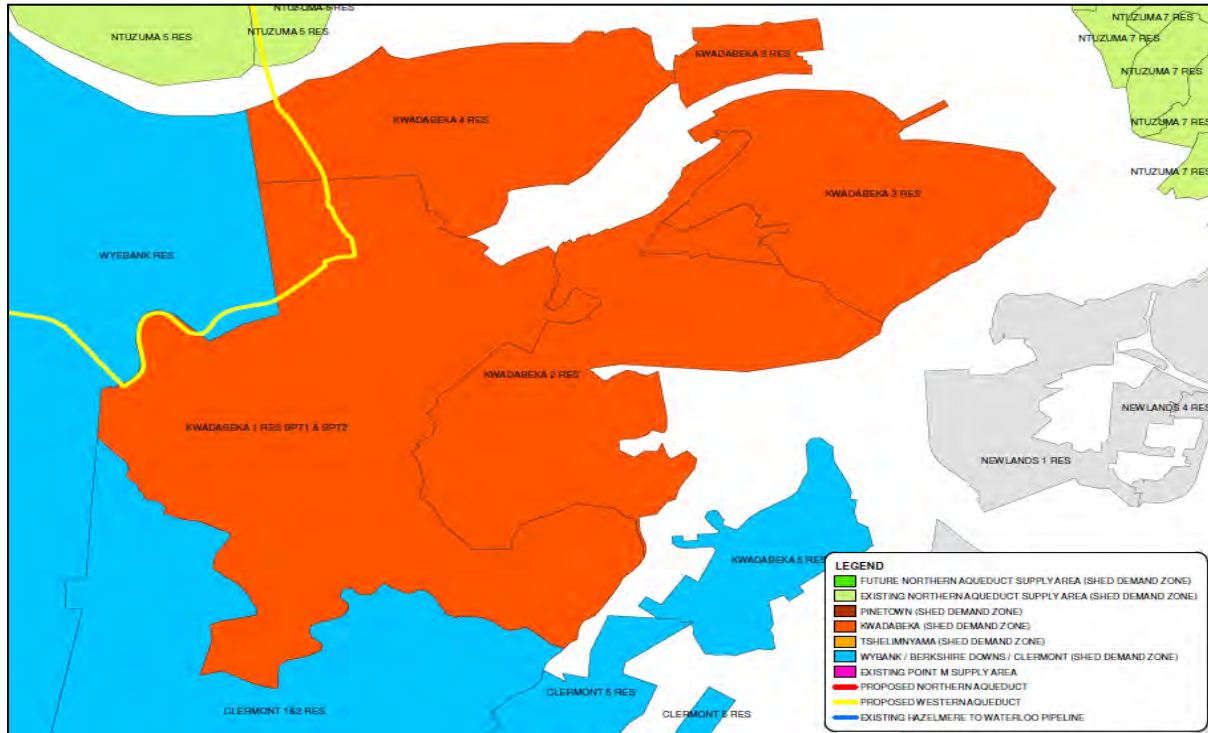 NTUZUMA 5 RES
NTUZUMA 5 RES
NTUZUMA 5 RES
KWADABEKA 3 RES
NTUZUMA 7 RES
NTUZUMA 7 RES
NTUZUMA 7 RES
NTUZUMA 7 RES
NTUZUMA 7 RES
KWADABEKA 4 RES
KWADABEKA 3 RES
WYEBANK RES
KWADABEKA 2 RES
KWADABEKA 1 RES BPT1 & BPT2
NEWLANDS 4 RES
NEWLANDS 1 RES
KWADABEKA 5 RES
CLERMONT 5 RES
CLERMONT 1&2 RES
CLERMONT 5 RES
LEGEND
FUTURE NORTHERN AQUEDUCT SUPPLY AREA (SHED DEMAND ZONE)
EXISTING NORTHERN AQUEDUCT SUPPLY AREA (SHED DEMAND ZONE)
PINETOWN (SHED DEMAND ZONE)
KWADABEKA (SHED DEMAND ZONE)
TSHELIMNYAMA (SHED DEMAND ZONE)
WYBANK / BERKSHIRE DOWNS / CLERMONT (SHED DEMAND ZONE)
EXISTING POINT M SUPPLY AREA
PROPOSED NORTHERN AQUEDUCT
PROPOSED WESTERN AQUEDUCT
EXISTING HAZELMERE TO WATERLOO PIPELINE